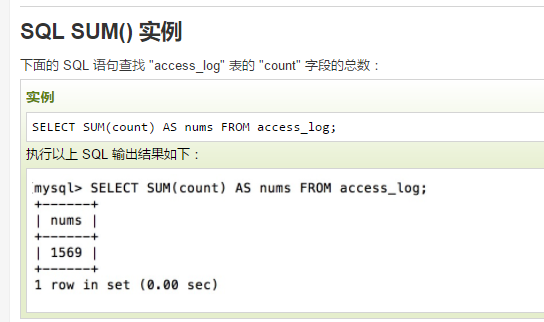 SQL SUM() 实例
下面的 SQL 语句查找 "access_log" 表的 "count" 字段的总数：
实例
SELECT SUM(count) AS nums FROM access_log;
执行以上 SQL 输出结果如下：
mysql> SELECT SUM(count) AS nums FROM access_log;
+------+
| nums |
+------+
| 1569 |
+------+
1 row in set (0.00 sec)